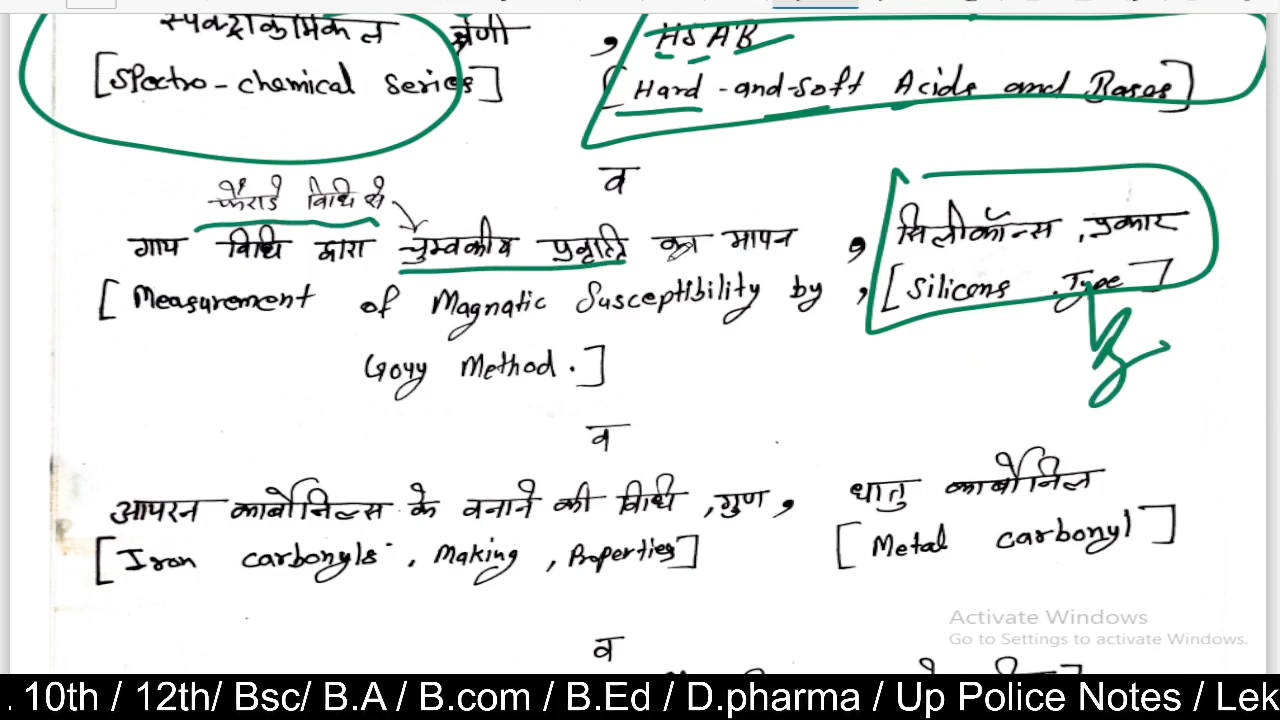 स्पेक्ट्रोकेमिकल श्रेणी , HSAB
[Spectro-chemical Series] [Hard-and-Soft Acids and Bases]
व
फैराडे विधि से
गाय विधि द्वारा चुम्बकीय प्रवृत्ति का मापन , सिलीकॉन्स , प्रकार
[Measurement of Magnatic Susceptibility by , [Silicons , Type]
Goyy Method.]
व
आयरन कार्बोनिल्स के बनाने की विधि , गुण , धातु कार्बोनिल
[Iron carbonyls , Making , Properties] [Metal carbonyl]
Activate Windows
Go to Settings to activate Windows.
व
. 10th / 12th/ Bsc/ B.A / B.com / B.Ed / D.pharma / Up Police Notes / Lek